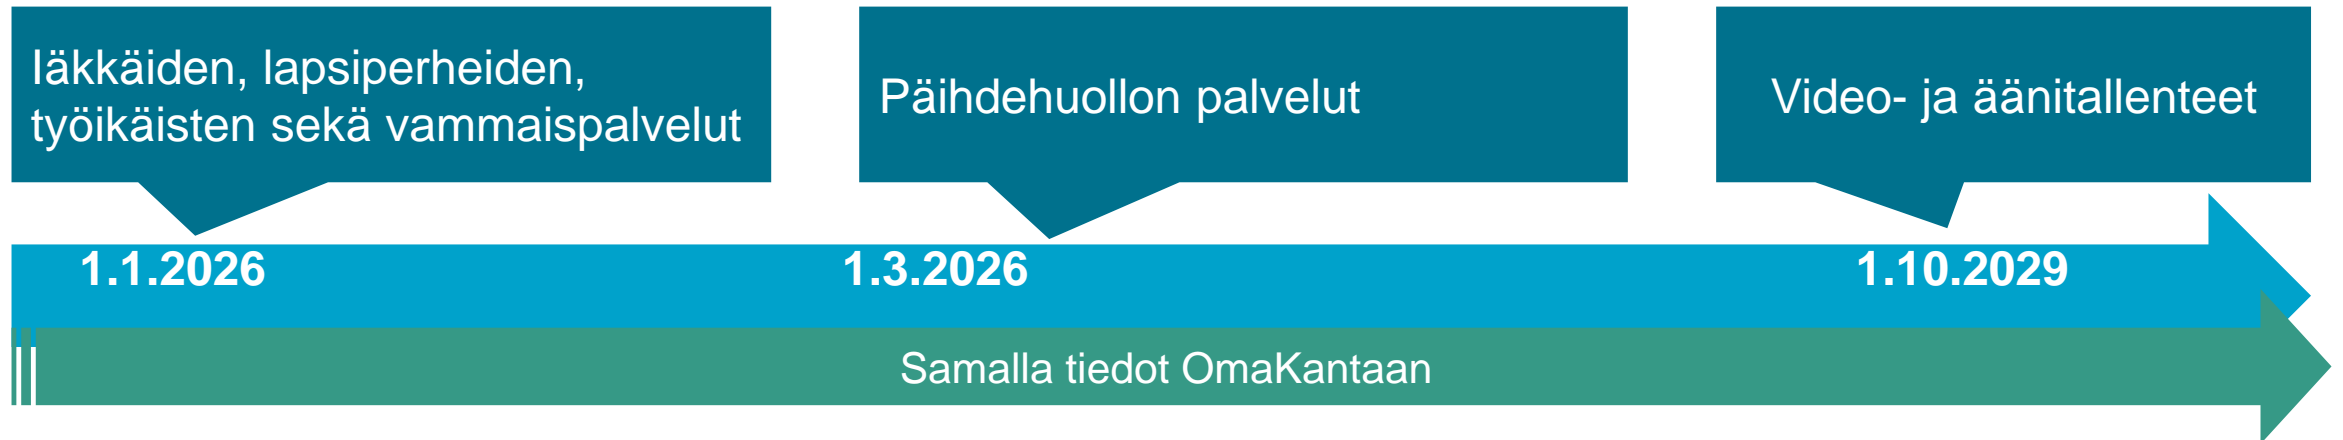 Iäkkäiden, lapsiperheiden,
työikäisten sekä vammaispalvelut
Päihdehuollon palvelut
Video- ja äänitallenteet
1.1.2026
1.3.2026
1.10.2029
Samalla tiedot OmaKantaan